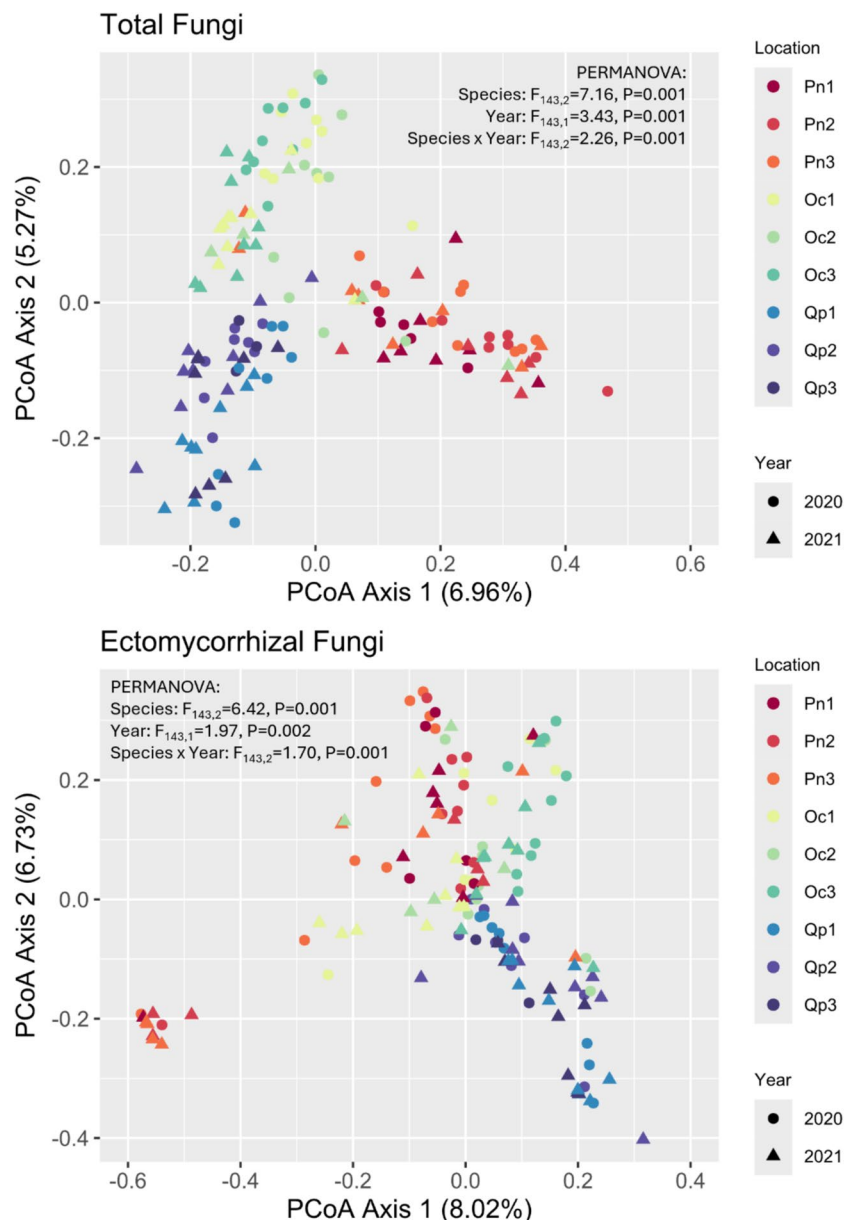 Total Fungi
PERMANOVA:
Species: F143,2=7.16, P=0.001
Year: F143,1=3.43, P=0.001
Species x Year: F143,2=2.26, P=0.001
0.2
0.0
-0.2
PCoA Axis 2 (5.27%)
-0.2 0.0 0.2 0.4 0.6
PCoA Axis 1 (6.96%)
Location
Pn1
Pn2
Pn3
Oc1
Oc2
Oc3
Qp1
Qp2
Qp3
Year
2020
2021
Ectomycorrhizal Fungi
PERMANOVA:
Species: F143,2=6.42, P=0.001
Year: F143,1=1.97, P=0.002
Species x Year: F143,2=1.70, P=0.001
0.2
0.0
-0.2
-0.4
PCoA Axis 2 (6.73%)
-0.6 -0.4 -0.2 0.0 0.2 0.4
PCoA Axis 1 (8.02%)
Location
Pn1
Pn2
Pn3
Oc1
Oc2
Oc3
Qp1
Qp2
Qp3
Year
2020
2021